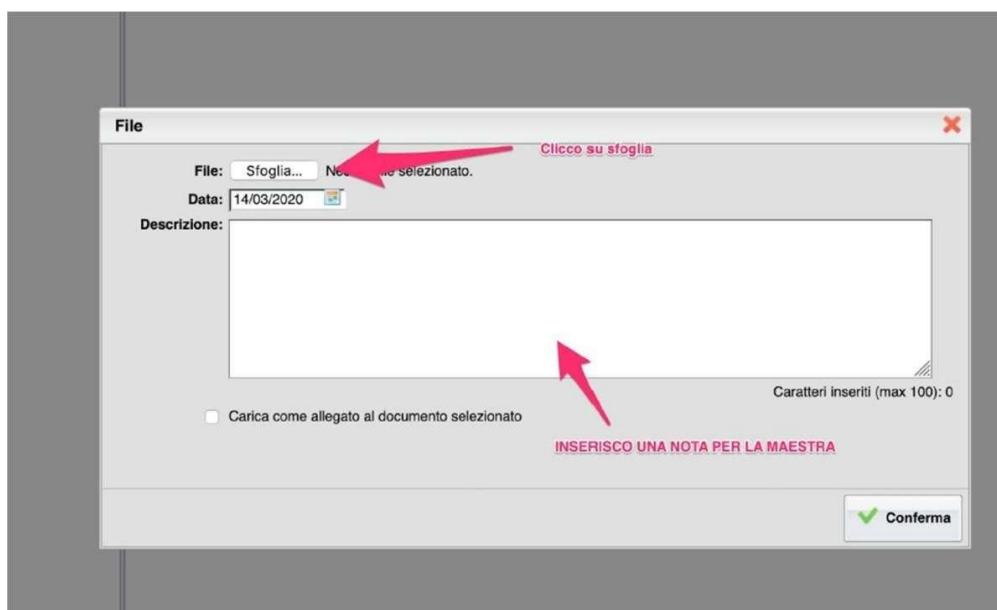 File
Clicco su sfoglia
File: Sfoglia... selezionato.
Data: 14/03/2020
Descrizione:
Caratteri inseriti (max 100): 0
Carica come allegato al documento selezionato
INSERISCO UNA NOTA PER LA MAESTRA
Conferma